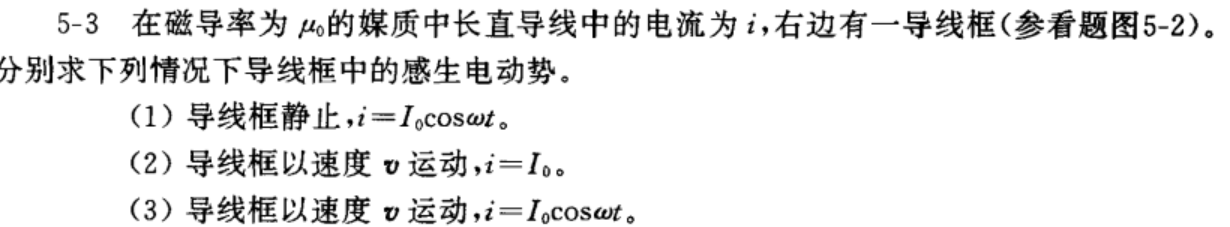 5-3 在磁导率为 μ₀的媒质中长直导线中的电流为 i,右边有一导线框(参看题图5-2)。
分别求下列情况下导线框中的感生电动势。
(1) 导线框静止,i=I₀cosωt。
(2) 导线框以速度 v 运动,i=I₀。
(3) 导线框以速度 v 运动,i=I₀cosωt。